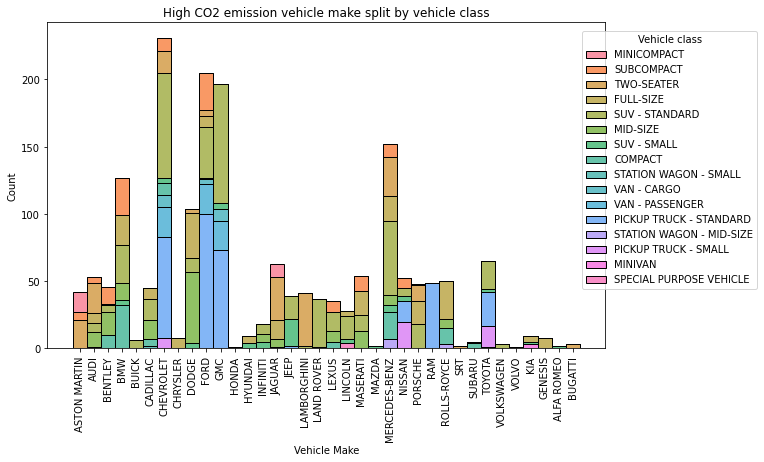 High CO2 emission vehicle make split by vehicle class
Vehicle class
MINICOMPACT
SUBCOMPACT
TWO-SEATER
FULL-SIZE
SUV - STANDARD
MID-SIZE
SUV - SMALL
COMPACT
STATION WAGON - SMALL
VAN - CARGO
VAN - PASSENGER
PICKUP TRUCK - STANDARD
STATION WAGON - MID-SIZE
PICKUP TRUCK - SMALL
MINIVAN
SPECIAL PURPOSE VEHICLE
Count
200
150
100
50
0
ASTON MARTIN
AUDI
BENTLEY
BMW
BUICK
CADILLAC
CHEVROLET
CHRYSLER
DODGE
FORD
GMC
HONDA
HYUNDAI
INFINITI
JAGUAR
JEEP
LAMBORGHINI
LAND ROVER
LEXUS
LINCOLN
MASERATI
MAZDA
MERCEDES-BENZ
NISSAN
PORSCHE
RAM
ROLLS-ROYCE
SRT
SUBARU
TOYOTA
VOLKSWAGEN
VOLVO
KIA
GENESIS
ALFA ROMEO
BUGATTI
Vehicle Make